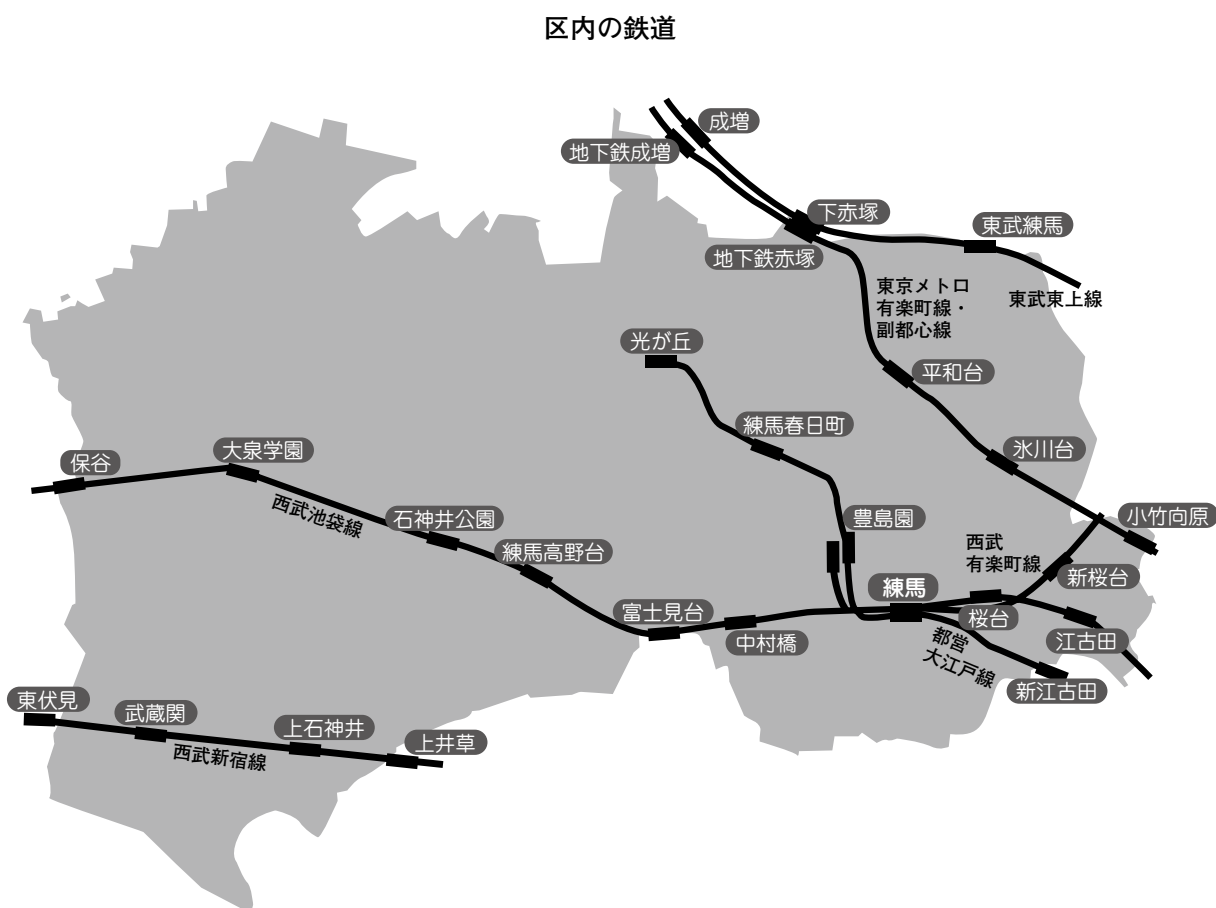 区内の鉄道
成増
地下鉄成増
下赤塚
東武練馬
地下鉄赤塚
東京メトロ
有楽町線・
副都心線
東武東上線
光が丘
平和台
練馬春日町
氷川台
保谷
大泉学園
西武池袋線
石神井公園
練馬高野台
豊島園
小竹向原
西武
有楽町線
新桜台
練馬
富士見台
中村橋
桜台
江古田
都営
大江戸線
新江古田
東伏見
武蔵関
上石神井
上井草
西武新宿線